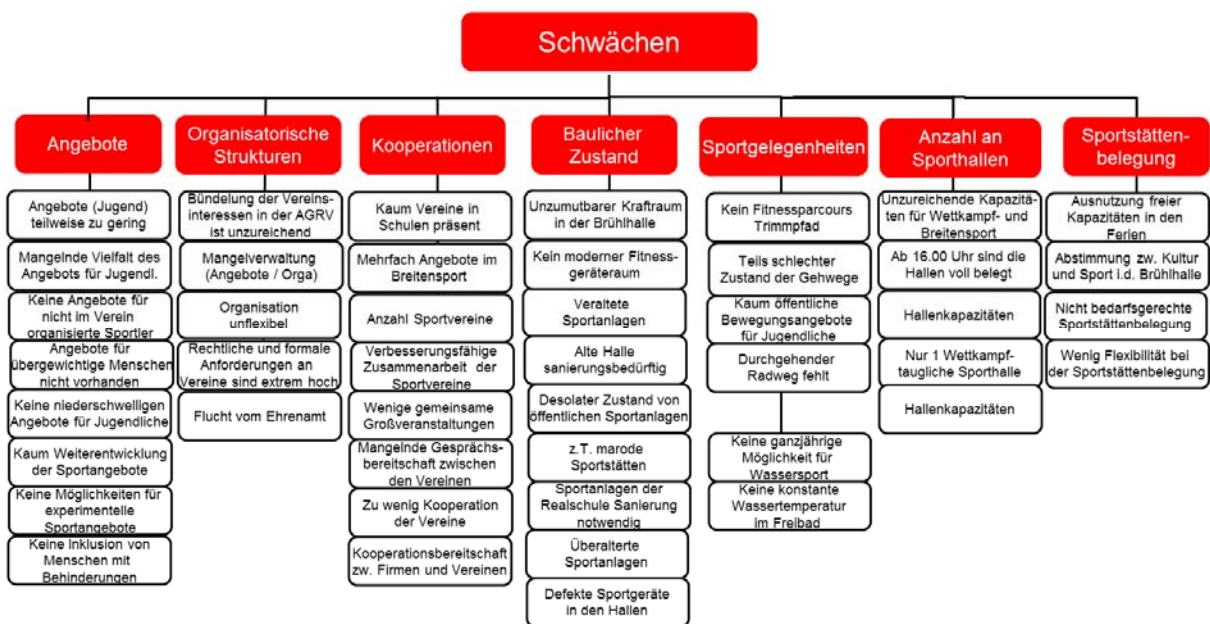 Schwächen
Angebote
Angebote (Jugend)
teilweise zu gering
Mangelnde Vielfalt des
Angebots für Jugendl.
Keine Angebote für
nicht im Verein
organisierte Sportler
Angebote für
übergewichtige Menschen
nicht vorhanden
Keine niederschwelligen
Angebote für Jugendliche
Kaum Weiterentwicklung
der Sportangebote
Keine Möglichkeiten für
experimentelle
Sportangebote
Keine Inklusion von
Menschen mit
Behinderungen
Organisatorische
Strukturen
Bündelung der Vereins-
interessen in der AGRV
ist unzureichend
Mangelverwaltung
(Angebote / Orga)
Organisation
unflexibel
Rechtliche und formale
Anforderungen an
Vereine sind extrem hoch
Flucht vom Ehrenamt
Kooperationen
Kaum Vereine in
Schulen präsent
Mehrfach Angebote im
Breitensport
Anzahl Sportvereine
Verbesserungsfähige
Zusammenarbeit der
Sportvereine
Wenige gemeinsame
Großveranstaltungen
Mangelnde Gesprächs-
bereitschaft zwischen
den Vereinen
Zu wenig Kooperation
der Vereine
Kooperationsbereitschaft
zw. Firmen und Vereinen
Baulicher
Zustand
Unzumutbarer Kraftraum
in der Brühlhalle
Kein moderner Fitness-
geräteraum
Veraltete
Sportanlagen
Alte Halle
sanierungsbedürftig
Desolater Zustand von
öffentlichen Sportanlagen
z.T. marode
Sportstätten
Sportanlagen der
Realschule Sanierung
notwendig
Überalterte
Sportanlagen
Defekte Sportgeräte
in den Hallen
Sportgelegenheiten
Kein Fitnessparcours
Trimmpfad
Teils schlechter
Zustand der Gehwege
Kaum öffentliche
Bewegungsangebote
für Jugendliche
Durchgehender
Radweg fehlt
Keine ganzjährige
Möglichkeit für
Wassersport
Keine konstante
Wassertemperatur
im Freibad
Anzahl an
Sporthallen
Unzureichende Kapazitä-
ten für Wettkampf- und
Breitensport
Ab 16.00 Uhr sind die
Hallen voll belegt
Hallenkapazitäten
Nur 1 Wettkampf-
taugliche Sporthalle
Hallenkapazitäten
Sportstätten-
belegung
Ausnutzung freier
Kapazitäten in den
Ferien
Abstimmung zw. Kultur
und Sport i.d. Brühlhalle
Nicht bedarfsgerechte
Sportstättenbelegung
Wenig Flexibilität bei
der Sportstättenbelegung